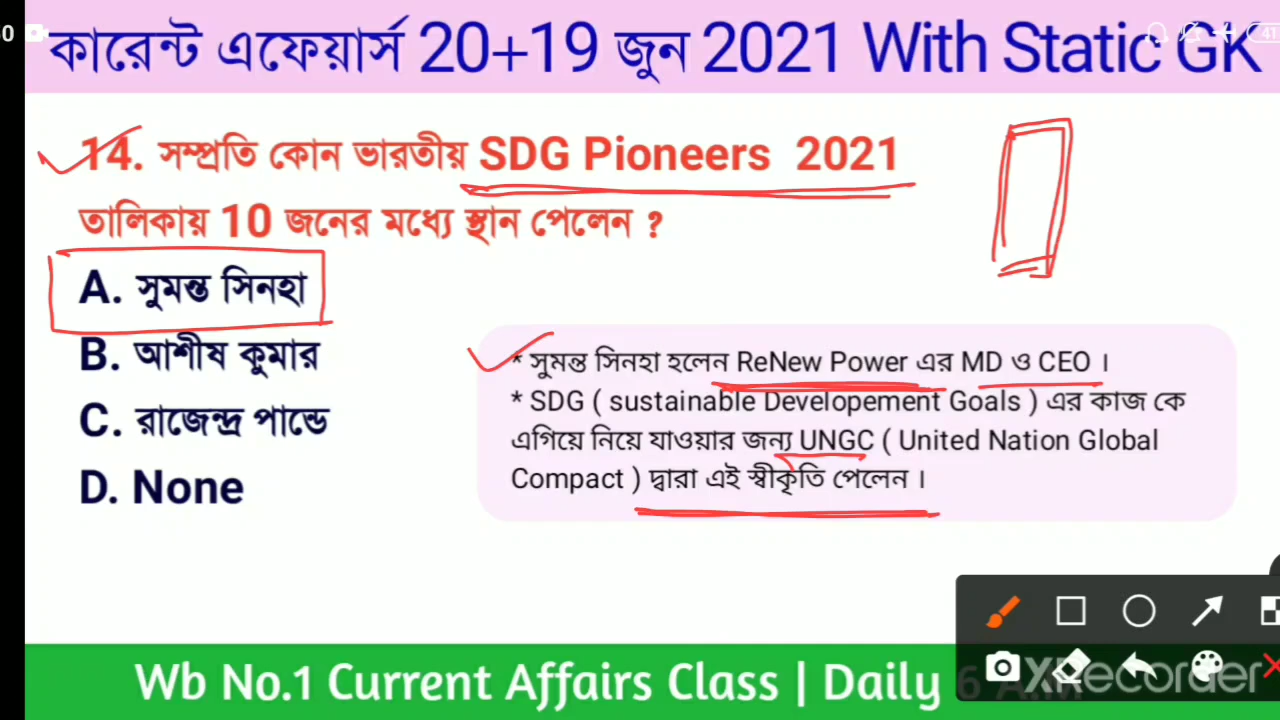 কারেন্ট এফেয়ার্স 20+19 জুন 2021 With Static GK
14. সম্প্রতি কোন ভারতীয় SDG Pioneers 2021
তালিকায় 10 জনের মধ্যে স্থান পেলেন ?
A. সুমন্ত সিনহা
B. আশীষ কুমার
C. রাজেন্দ্র পান্ডে
D. None
* সুমন্ত সিনহা হলেন ReNew Power এর MD ও CEO ।
* SDG ( sustainable Developement Goals ) এর কাজ কে
এগিয়ে নিয়ে যাওয়ার জন্য UNGC ( United Nation Global
Compact ) দ্বারা এই স্বীকৃতি পেলেন ।
Wb No.1 Current Affairs Class | Daily 6
XRecorder